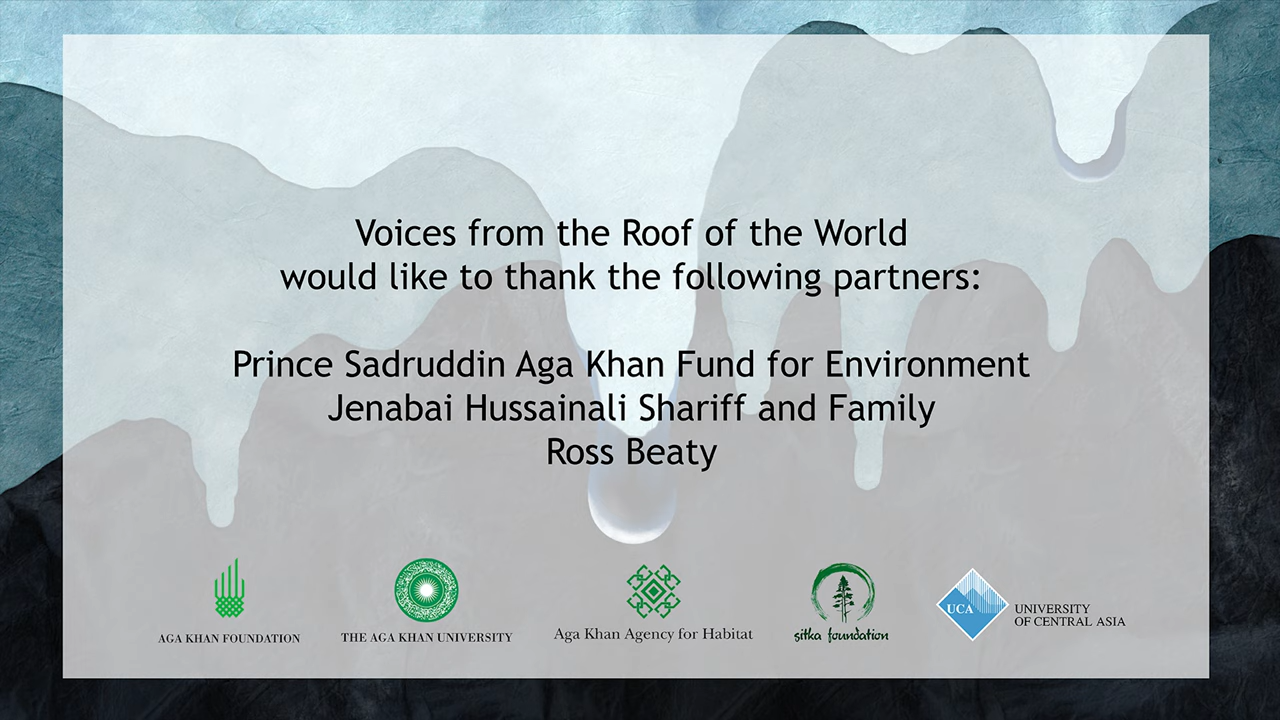 Voices from the Roof of the World
would like to thank the following partners:
Prince Sadruddin Aga Khan Fund for Environment
Jenabai Hussainali Shariff and Family
Ross Beaty
AGA KHAN FOUNDATION
THE AGA KHAN UNIVERSITY
Aga Khan Agency for Habitat
sitka foundation
UCA
UNIVERSITY
OF CENTRAL ASIA